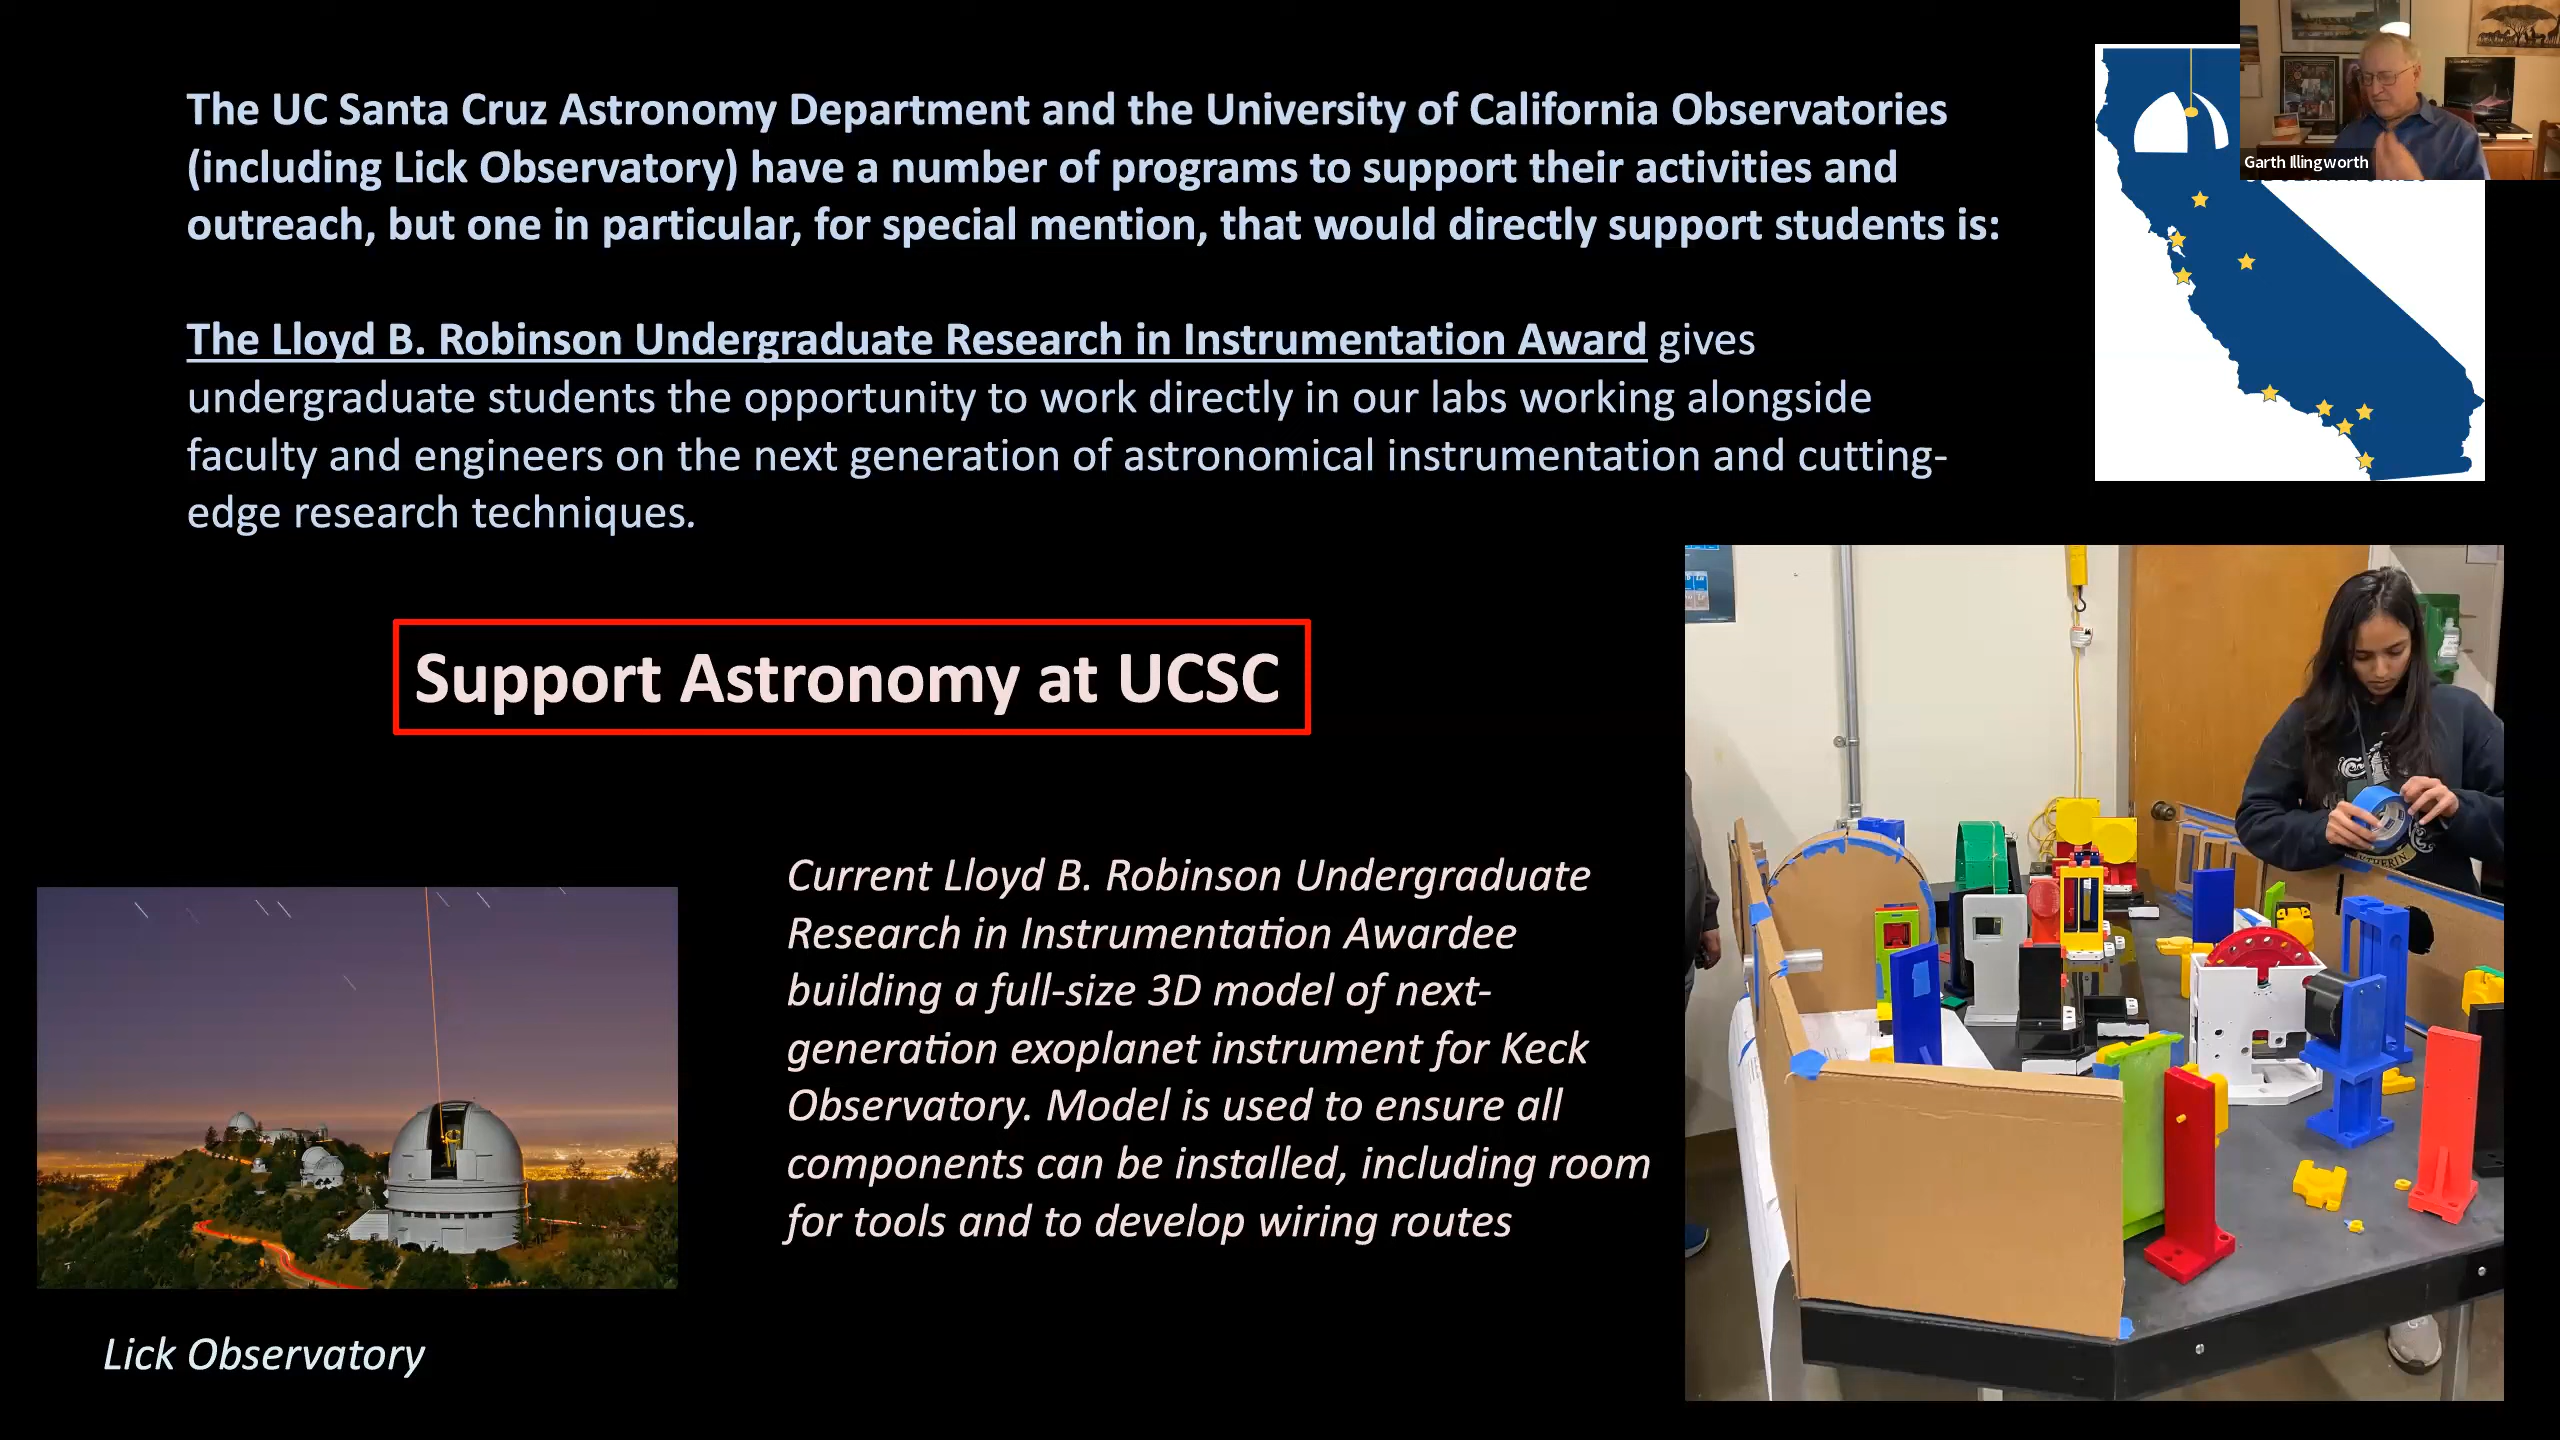 The UC Santa Cruz Astronomy Department and the University of California Observatories
(including Lick Observatory) have a number of programs to support their activities and
outreach, but one in particular, for special mention, that would directly support students is:
Garth Illingworth
The Lloyd B. Robinson Undergraduate Research in Instrumentation Award gives
undergraduate students the opportunity to work directly in our labs working alongside
faculty and engineers on the next generation of astronomical instrumentation and cutting-
edge research techniques.
Support Astronomy at UCSC
Current Lloyd B. Robinson Undergraduate
Research in Instrumentation Awardee
building a full-size 3D model of next-
generation exoplanet instrument for Keck
Observatory. Model is used to ensure all
components can be installed, including room
for tools and to develop wiring routes
Lick Observatory